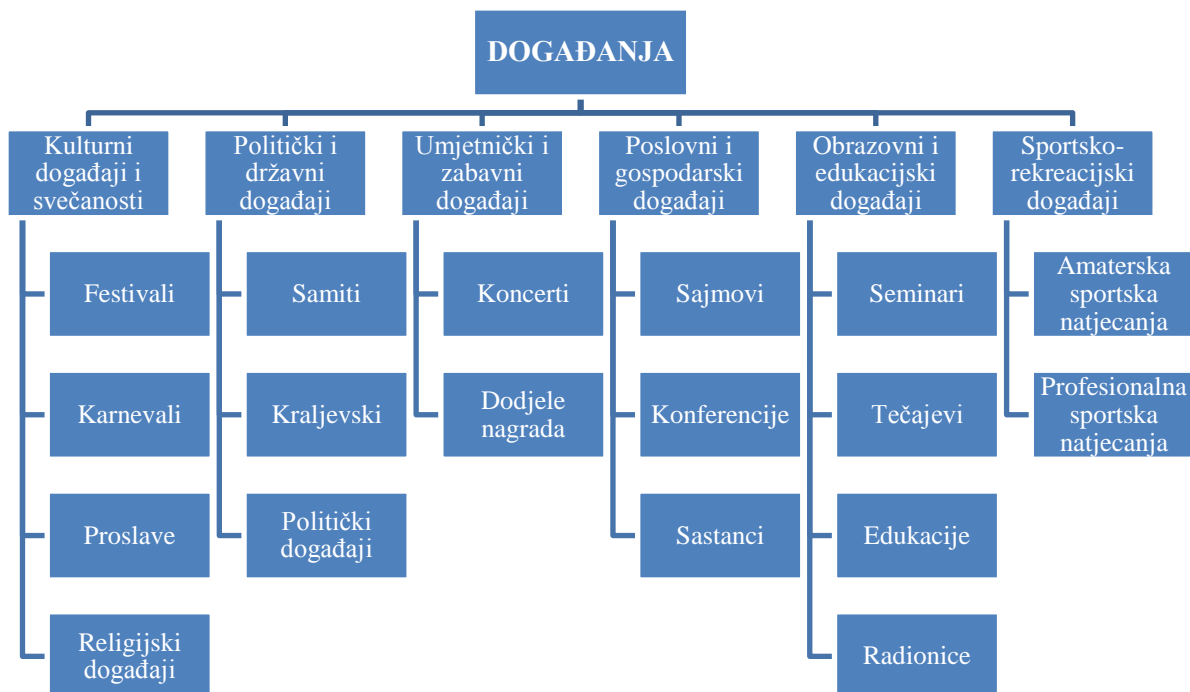 DOGAĐANJA
Kulturni
događaji i
svečanosti
Festivali
Karnevali
Proslave
Religijski
događaji
Politički i
državni
događaji
Samiti
Kraljevski
Politički
događaji
Umjetnički i
zabavni
događaji
Koncerti
Dodjele
nagrada
Poslovni i
gospodarski
događaji
Sajmovi
Konferencije
Sastanci
Obrazovni i
edukacijski
događaji
Seminari
Tečajevi
Edukacije
Radionice
Sportsko-
rekreacijski
događaji
Amaterska
sportska
natjecanja
Profesionalna
sportska
natjecanja